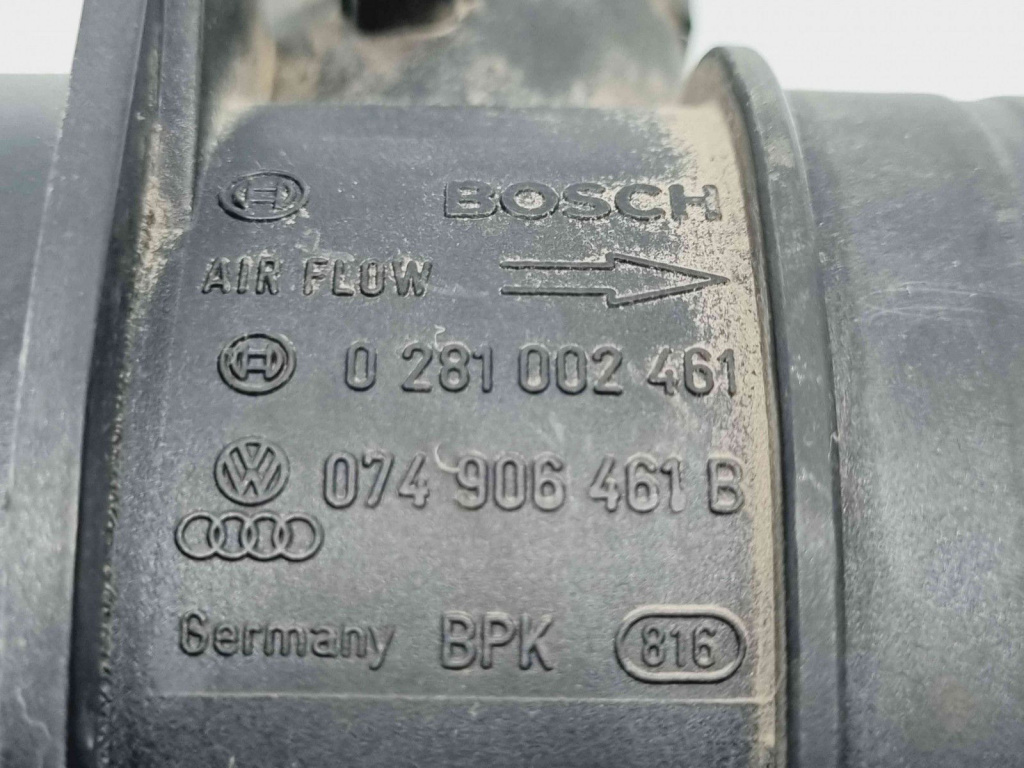 BOSCH
AIR FLOW
0 281 002 461
074 906 461 B
Germany BPK 816